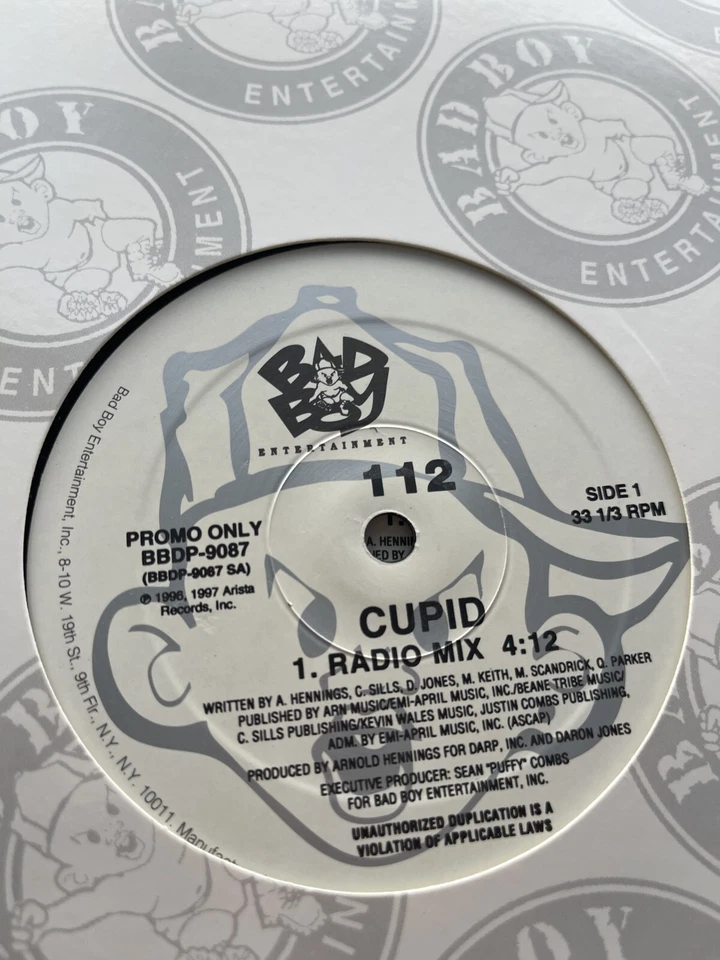 BAD BOY
ENTERTAINMENT
BAD BOY
ENTERTAINMENT
BAD
BOY
ENTERTAINMENT
112
SIDE 1
33 1/3 RPM
PROMO ONLY
BBDP-9087
(BBDP-9087 SA)
℗ 1996, 1997 Arista
Records, Inc.
1.
A. HENNIN
HED BY
CUPID
1. RADIO MIX 4:12
WRITTEN BY A. HENNINGS, C. SILLS, D. JONES, M. KEITH, M. SCANDRICK, Q. PARKER
PUBLISHED BY ARN MUSIC/EMI-APRIL MUSIC, INC./BEANE TRIBE MUSIC/
C. SILLS PUBLISHING/KEVIN WALES MUSIC, JUSTIN COMBS PUBLISHING,
ADM. BY EMI-APRIL MUSIC, INC. (ASCAP)
PRODUCED BY ARNOLD HENNINGS FOR DARP, INC. AND DARON JONES
EXECUTIVE PRODUCER: SEAN "PUFFY" COMBS
FOR BAD BOY ENTERTAINMENT, INC.
UNAUTHORIZED DUPLICATION IS A
VIOLATION OF APPLICABLE LAWS
Bad Boy Entertainment, Inc., 8-10 W. 19th St., 9th Flr., N.Y., N.Y. 10011. Manufact